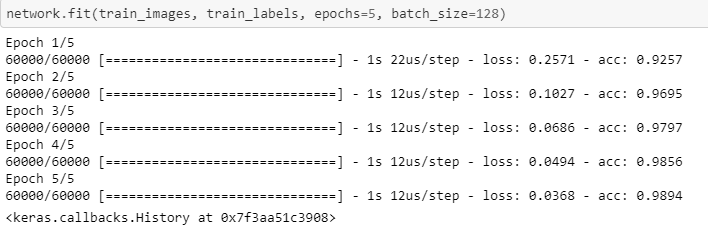 network.fit(train_images, train_labels, epochs=5, batch_size=128)
Epoch 1/5
60000/60000 [==============================] - 1s 22us/step - loss: 0.2571 - acc: 0.9257
Epoch 2/5
60000/60000 [==============================] - 1s 12us/step - loss: 0.1027 - acc: 0.9695
Epoch 3/5
60000/60000 [==============================] - 1s 12us/step - loss: 0.0686 - acc: 0.9797
Epoch 4/5
60000/60000 [==============================] - 1s 12us/step - loss: 0.0494 - acc: 0.9856
Epoch 5/5
60000/60000 [==============================] - 1s 12us/step - loss: 0.0368 - acc: 0.9894
<keras.callbacks.History at 0x7f3aa51c3908>